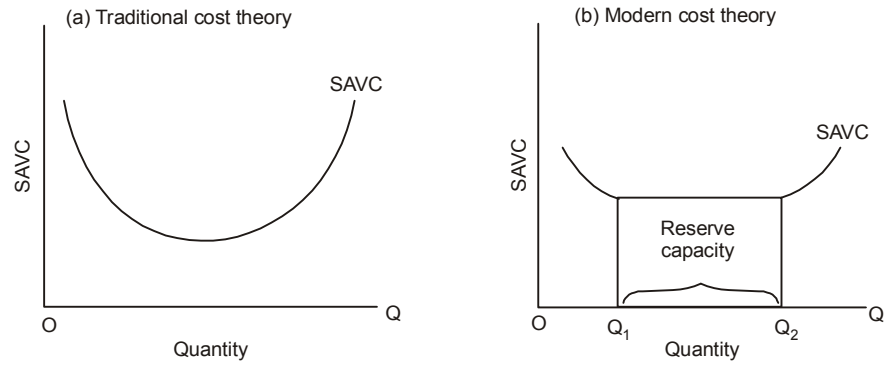 (a) Traditional cost theory
SAVC
SAVC
O
Q
Quantity
(b) Modern cost theory
SAVC
SAVC
Reserve
capacity
O
Q1
Q2
Q
Quantity